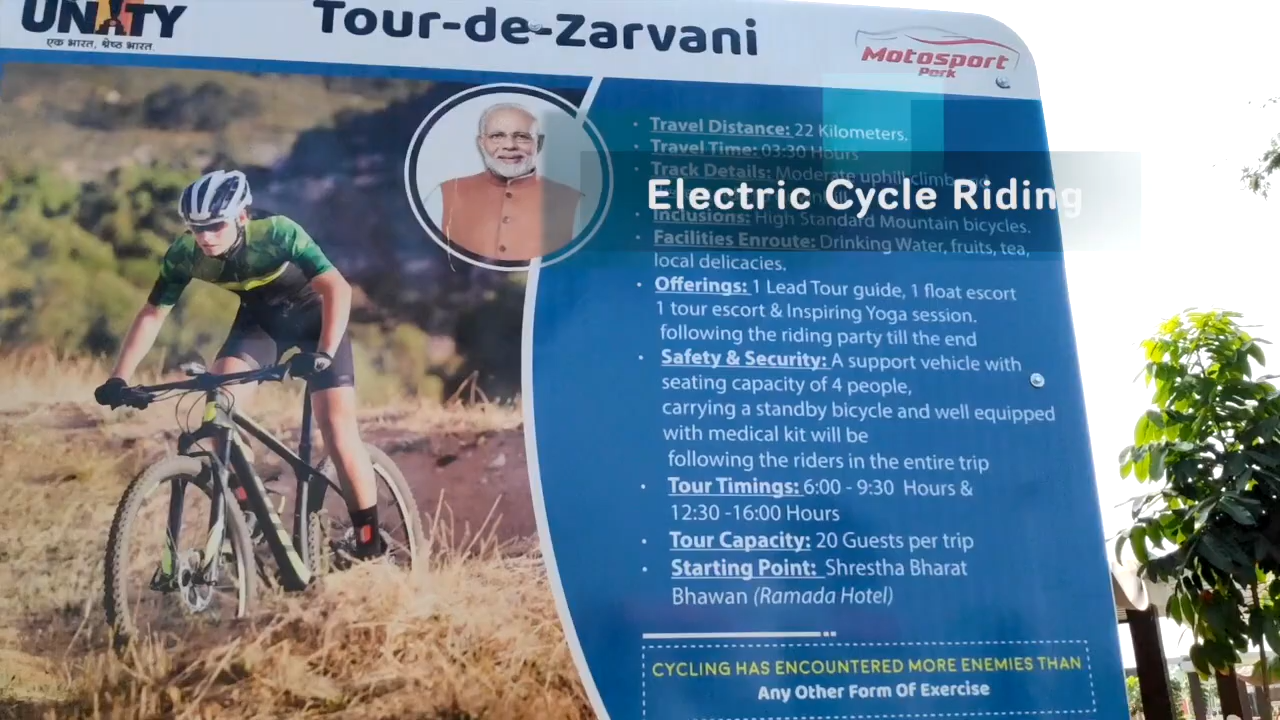 UNITY
एक भारत, श्रेष्ठ भारत.
Tour-de-Zarvani
Motosport
Park
Travel Distance: 22 Kilometers.
Travel Time: 03:30 Hours
Track Details: Moderate uphill climb and
Electric Cycle Riding
Inclusions: High Standard Mountain bicycles.
Facilities Enroute: Drinking Water, fruits, tea,
local delicacies.
Offerings: 1 Lead Tour guide, 1 float escort
1 tour escort & Inspiring Yoga session.
following the riding party till the end
Safety & Security: A support vehicle with
seating capacity of 4 people,
carrying a standby bicycle and well equipped
with medical kit will be
following the riders in the entire trip
Tour Timings: 6:00 - 9:30 Hours &
12:30 -16:00 Hours
Tour Capacity: 20 Guests per trip
Starting Point: Shrestha Bharat
Bhawan (Ramada Hotel)
CYCLING HAS ENCOUNTERED MORE ENEMIES THAN
Any Other Form Of Exercise